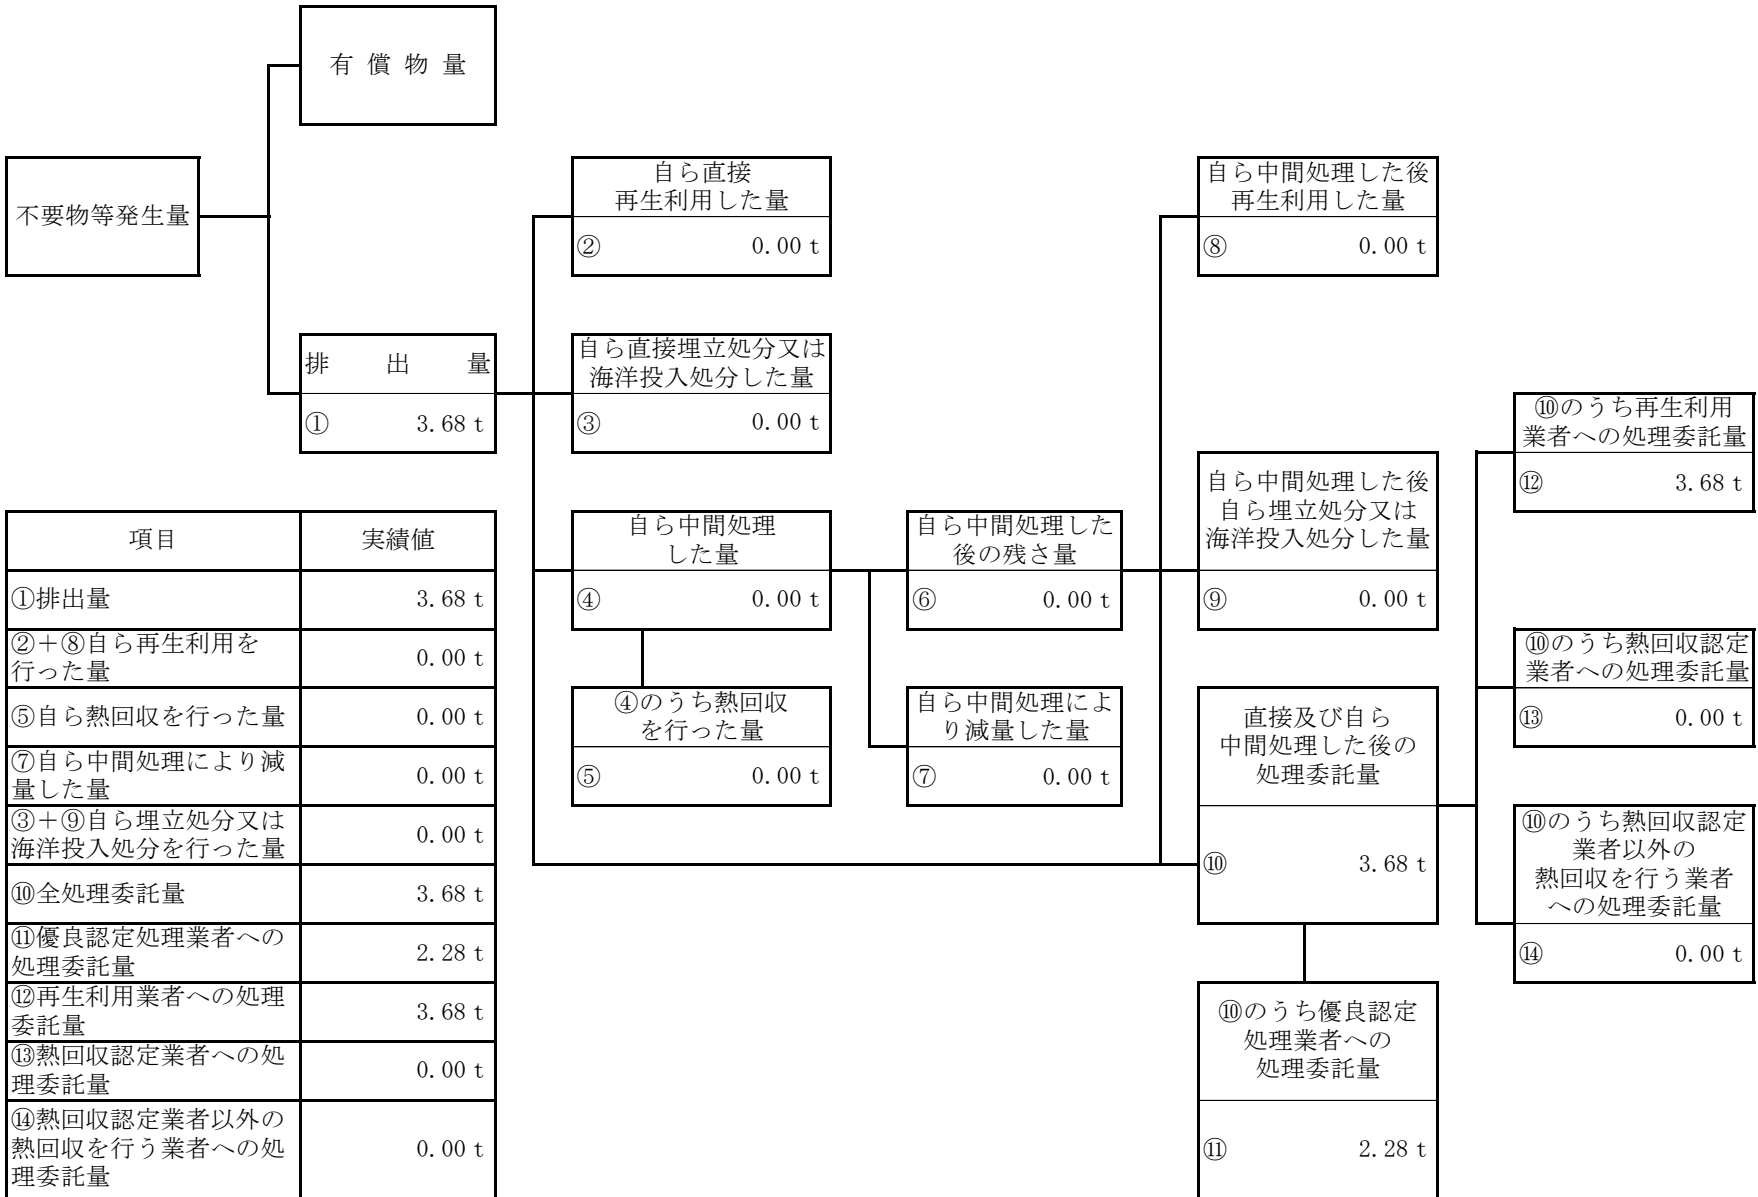 有 償 物 量
不要物等発生量
自ら直接
再生利用した量
② 0.00 t
自ら中間処理した後
再生利用した量
⑧ 0.00 t
排 出 量
① 3.68 t
自ら直接埋立処分又は
海洋投入処分した量
③ 0.00 t
⑩のうち再生利用
業者への処理委託量
⑫ 3.68 t
自ら中間処理した後
自ら埋立処分又は
海洋投入処分した量
⑨ 0.00 t
自ら中間処理
した量
④ 0.00 t
自ら中間処理した
後の残さ量
⑥ 0.00 t
⑩のうち熱回収認定
業者への処理委託量
⑬ 0.00 t
④のうち熱回収
を行った量
⑤ 0.00 t
自ら中間処理によ
り減量した量
⑦ 0.00 t
直接及び自ら
中間処理した後の
処理委託量
⑩ 3.68 t
⑩のうち熱回収認定
業者以外の
熱回収を行う業者
への処理委託量
⑭ 0.00 t
⑩のうち優良認定
処理業者への
処理委託量
⑪ 2.28 t
項目 実績値
①排出量 3.68 t
②＋⑧自ら再生利用を
行った量 0.00 t
⑤自ら熱回収を行った量 0.00 t
⑦自ら中間処理により減
量した量 0.00 t
③＋⑨自ら埋立処分又は
海洋投入処分を行った量 0.00 t
⑩全処理委託量 3.68 t
⑪優良認定処理業者への
処理委託量 2.28 t
⑫再生利用業者への処理
委託量 3.68 t
⑬熱回収認定業者への処
理委託量 0.00 t
⑭熱回収認定業者以外の
熱回収を行う業者への処 0.00 t
理委託量